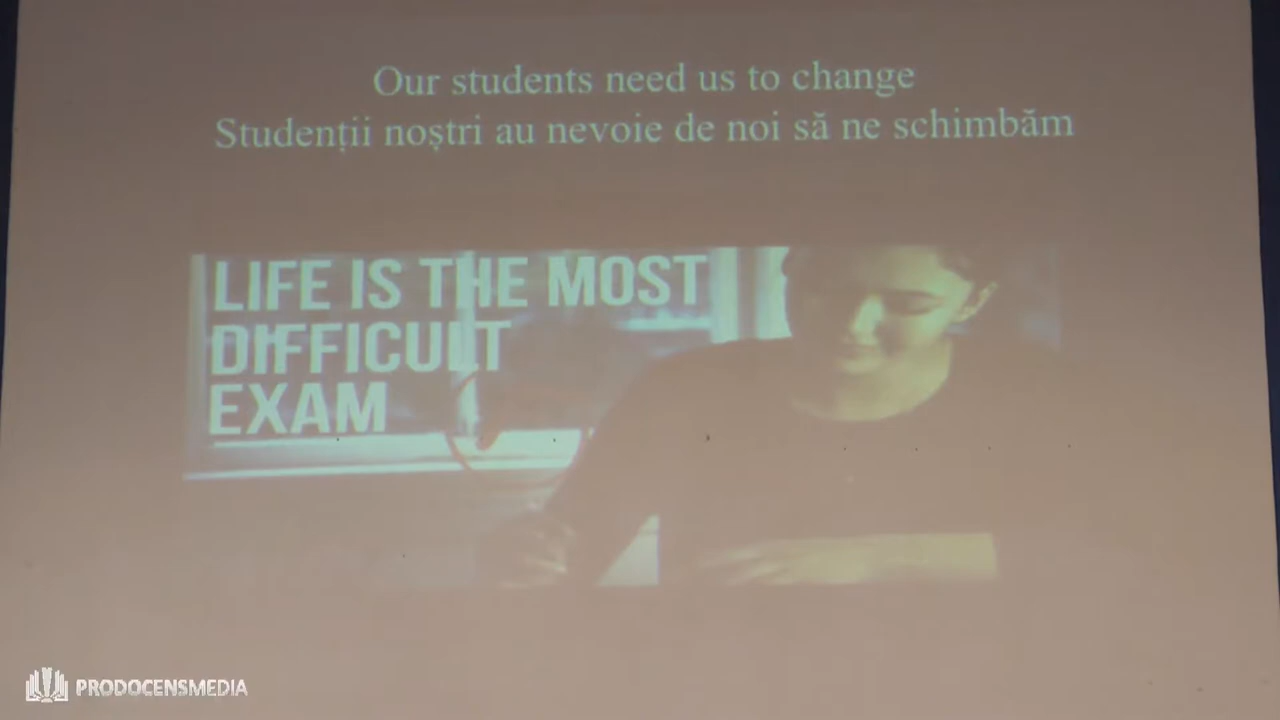 Our students need us to change
Studenții noștri au nevoie de noi să ne schimbăm
LIFE IS THE MOST
DIFFICULT
EXAM
PRODOCENSMEDIA